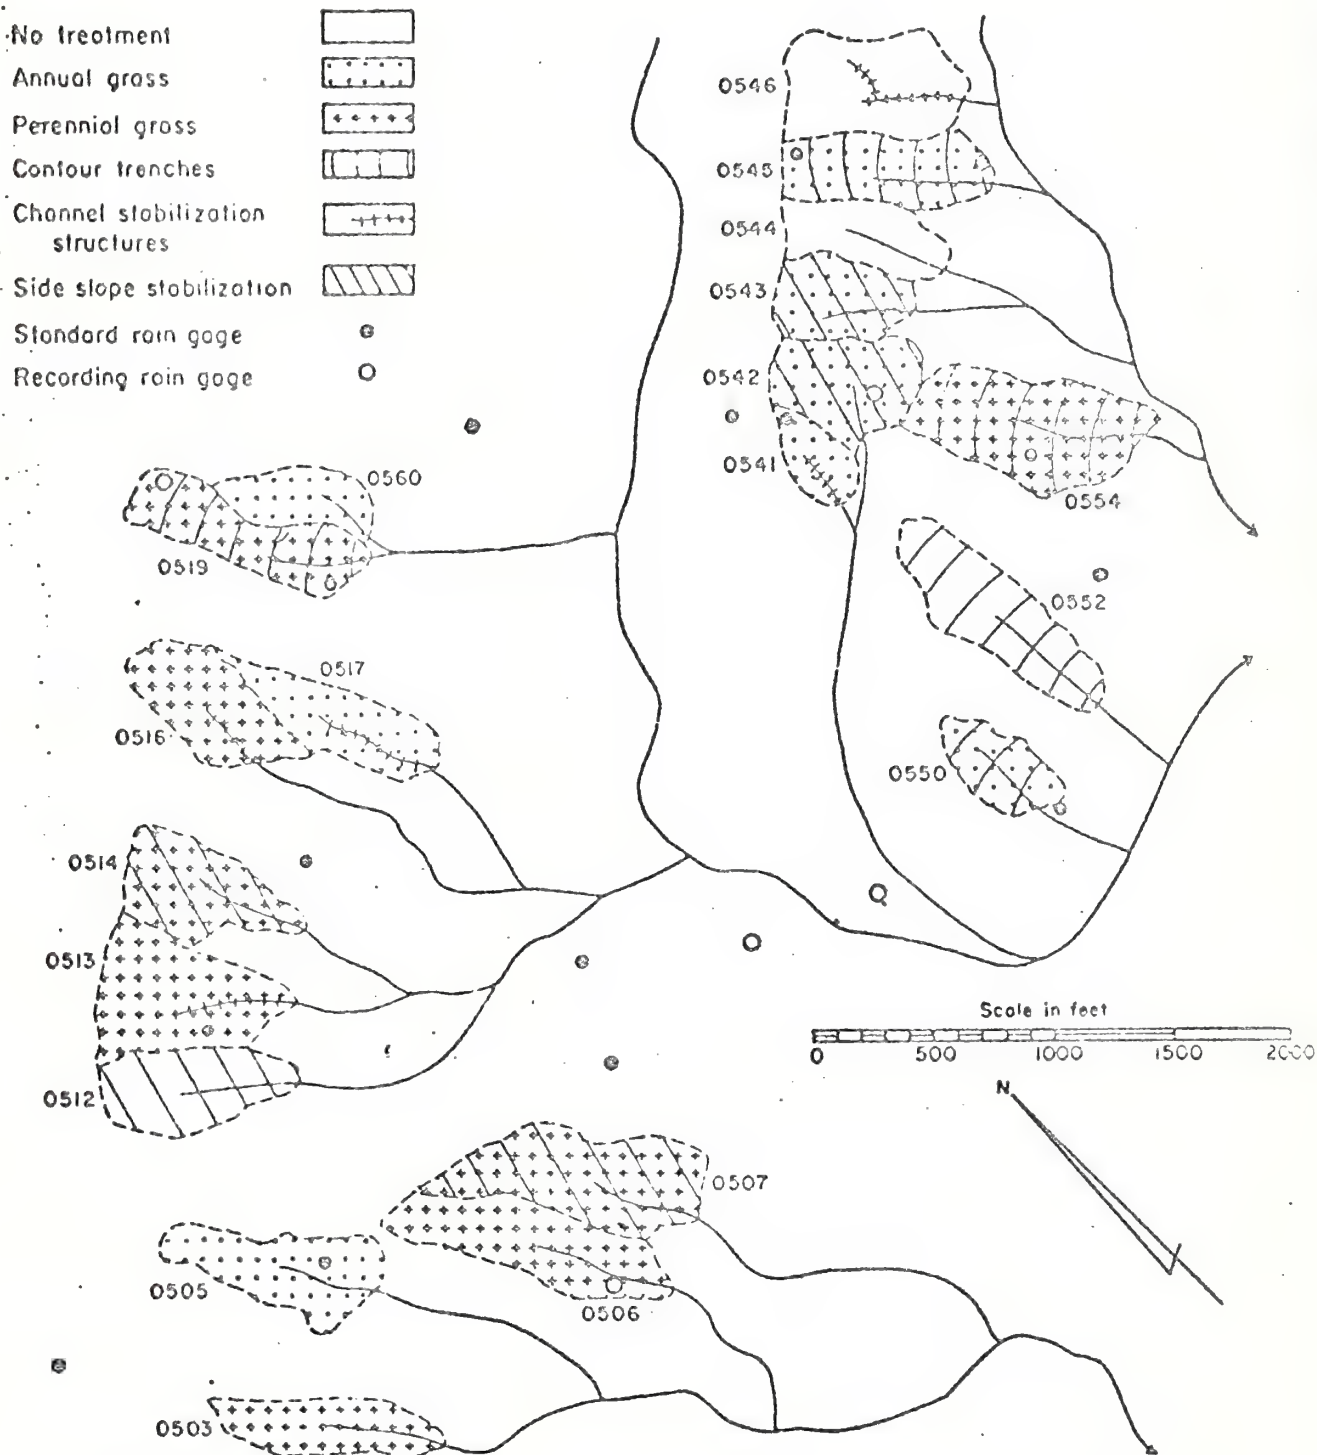 No treatment
Annual grass
Perennial grass
Contour trenches
Channel stabilization
structures
Side slope stabilization
Standard rain gage
Recording rain gage
0546
0545
0544
0543
0542
0541
0554
0560
0519
0552
0517
0516
0550
0514
0513
0512
Scale in feet
0 500 1000 1500 2000
N
0507
0505
0506
0503